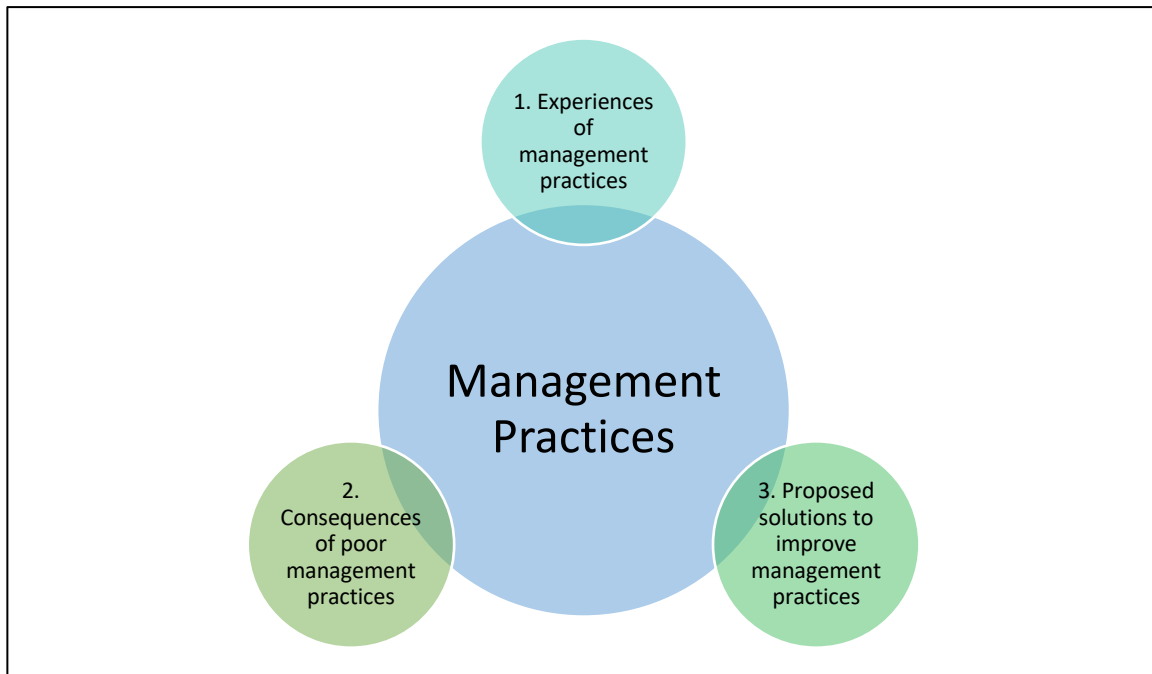 1. Experiences
of
management
practices
Management
Practices
2.
Consequences
of poor
management
practices
3. Proposed
solutions to
improve
management
practices